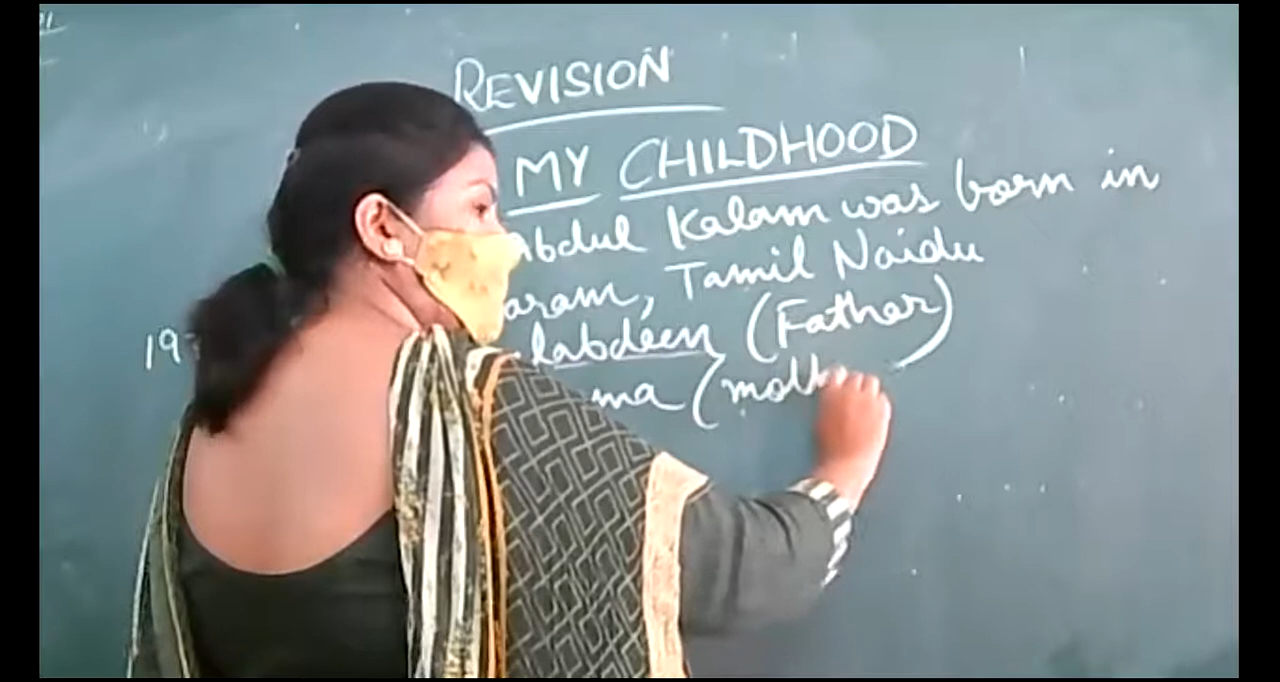 REVISION
MY CHILDHOOD
Abdul Kalam was born in
aram, Tamil Naidu
19 labdeen (Father)
ma (moth